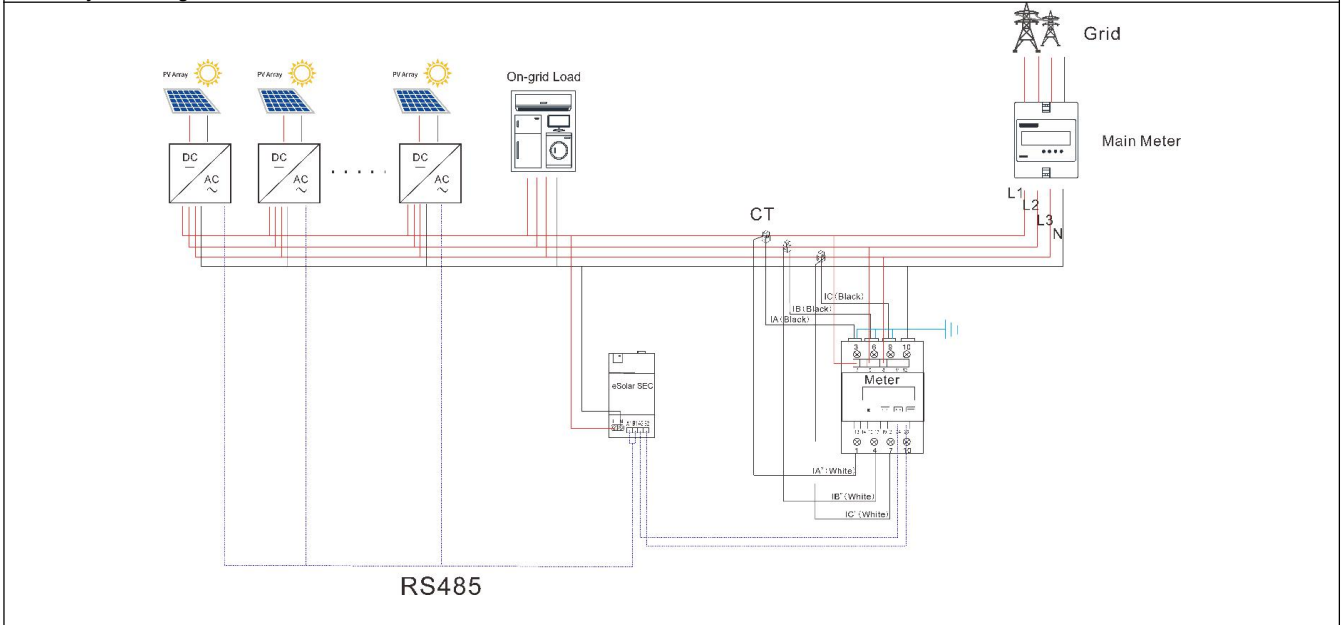 Grid
PV Array
PV Array
PV Array
On-grid Load
Main Meter
DC
AC
DC
AC
DC
AC
L1
L2
L3
N
CT
IC(Black)
IB(Black)
IA(Black)
3 6 9 10
eSolar SEC
Meter
1 4 7 10
IA*(White)
IB*(White)
IC*(White)
RS485